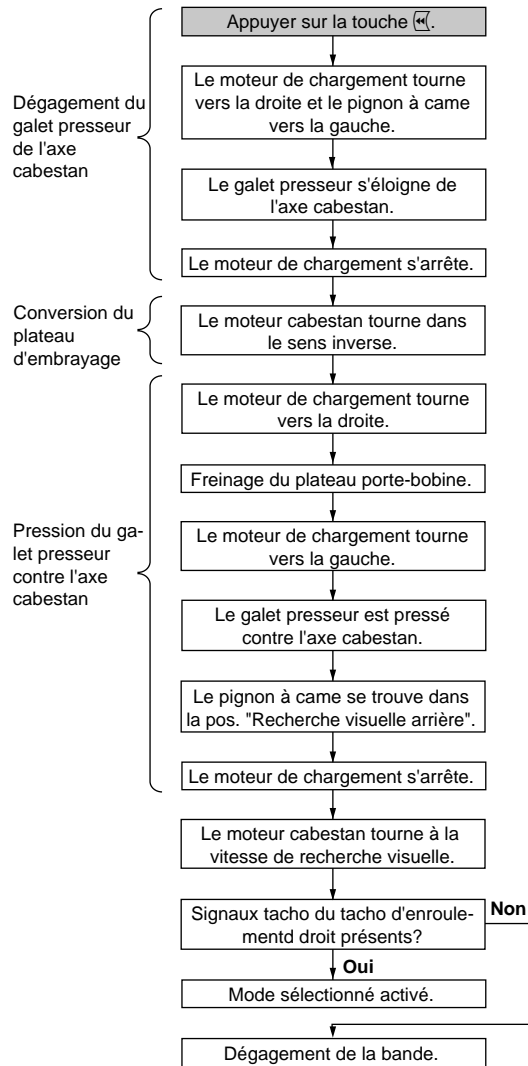 Appuyer sur la touche .
Le moteur de chargement tourne
vers la droite et le pignon à came
vers la gauche.
Dégagement du
galet presseur
de l'axe
cabestan
Le galet presseur s'éloigne de
l'axe cabestan.
Le moteur de chargement s'arrête.
Conversion du
plateau
d'embrayage
Le moteur cabestan tourne dans
le sens inverse.
Le moteur de chargement tourne
vers la droite.
Freinage du plateau porte-bobine.
Pression du ga-
let presseur
contre l'axe
cabestan
Le moteur de chargement tourne
vers la gauche.
Le galet presseur est pressé
contre l'axe cabestan.
Le pignon à came se trouve dans
la pos. "Recherche visuelle arrière".
Le moteur de chargement s'arrête.
Le moteur cabestan tourne à la
vitesse de recherche visuelle.
Signaux tacho du tacho d'enroule-
mentd droit présents?
Non
Oui
Mode sélectionné activé.
Dégagement de la bande.